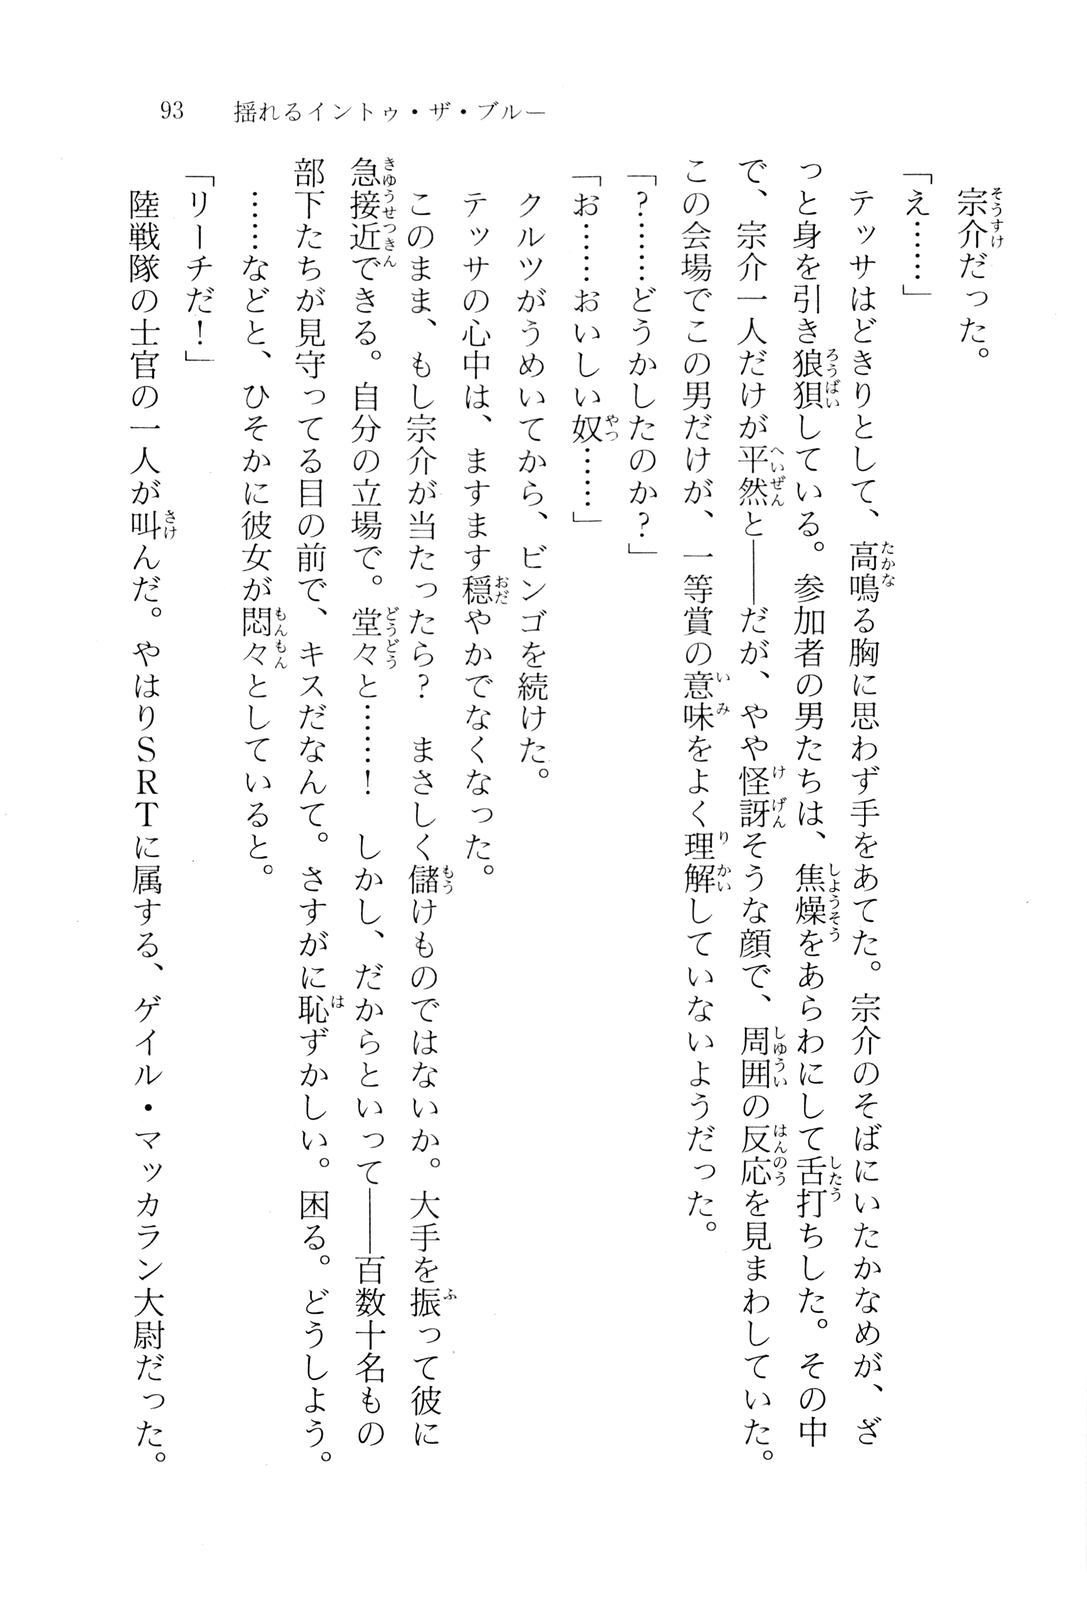 93 揺れるイントゥ・ザ・ブルー
宗介だった。
「え……」
テッサはどきりとして、高鳴る胸に思わず手をあてた。宗介のそばにいたかなめが、ざ
っと身を引き狼狽している。参加者の男たちは、焦燥をあらわにして舌打ちした。その中
で、宗介一人だけが平然と――だが、やや怪訝そうな顔で、周囲の反応を見まわしていた。
この会場でこの男だけが、一等賞の意味をよく理解していないようだった。
「？……どうかしたのか？」
「お……おいしい奴……」
クルツがうめいてから、ビンゴを続けた。
テッサの心中は、ますます穏やかでなくなった。
このまま、もし宗介が当たったら？　まさしく儲けものではないか。大手を振って彼に
急接近できる。自分の立場で。堂々と……！　しかし、だからといって――百数十名もの
部下たちが見守ってる目の前で、キスだなんて。さすがに恥ずかしい。困る。どうしよう。
……などと、ひそかに彼女が悶々としていると。
「リーチだ！」
陸戦隊の士官の一人が叫んだ。やはりＳＲＴに属する、ゲイル・マッカラン大尉だった。